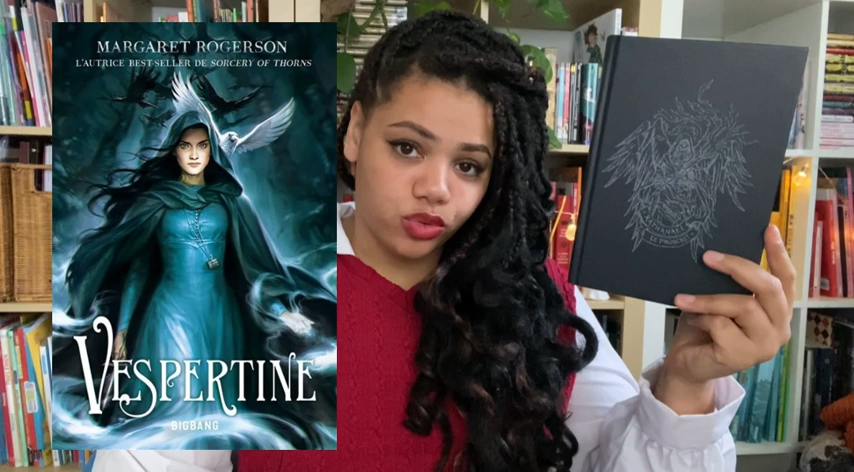 MARGARET ROGERSON
L'AUTRICE BEST-SELLER DE SORCERY OF THORNS
VESPERTINE
BIGBANG